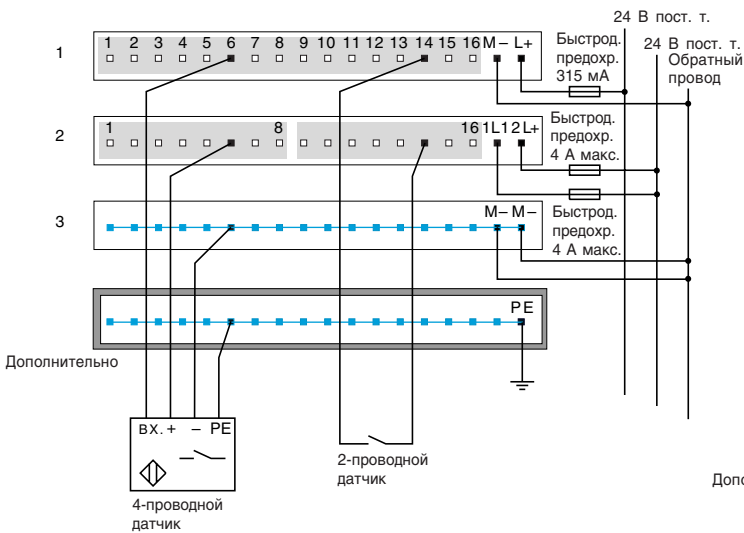 24 В пост. т.
1 1 2 3 4 5 6 7 8 9 10 11 12 13 14 15 16 M– L+ Быстрод. 24 В пост. т.
предохр. Обратный
315 мА провод
2 1 8 16 1L1 2L+ Быстрод.
предохр.
4 А макс.
3 M– M– Быстрод.
предохр.
4 А макс.
PE
Дополнительно
ВХ. + – PE
2-проводной
датчик
4-проводной
датчик